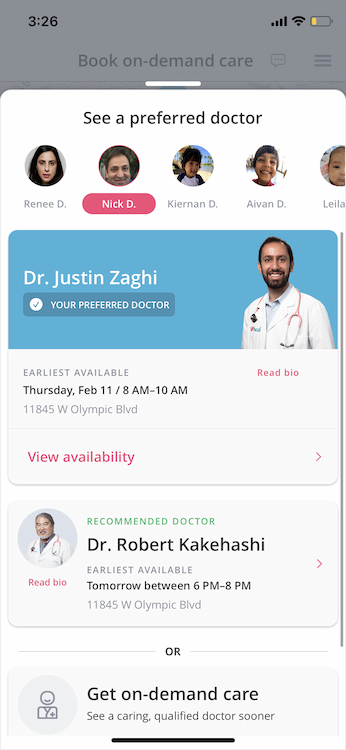 3:26
Book on-demand care
See a preferred doctor
Renee D.
Nick D.
Kiernan D.
Aivan D.
Leila
Dr. Justin Zaghi
YOUR PREFERRED DOCTOR
EARLIEST AVAILABLE
Read bio
Thursday, Feb 11 / 8 AM–10 AM
11845 W Olympic Blvd
View availability
RECOMMENDED DOCTOR
Dr. Robert Kakehashi
EARLIEST AVAILABLE
Read bio
Tomorrow between 6 PM–8 PM
11845 W Olympic Blvd
OR
Get on-demand care
See a caring, qualified doctor sooner